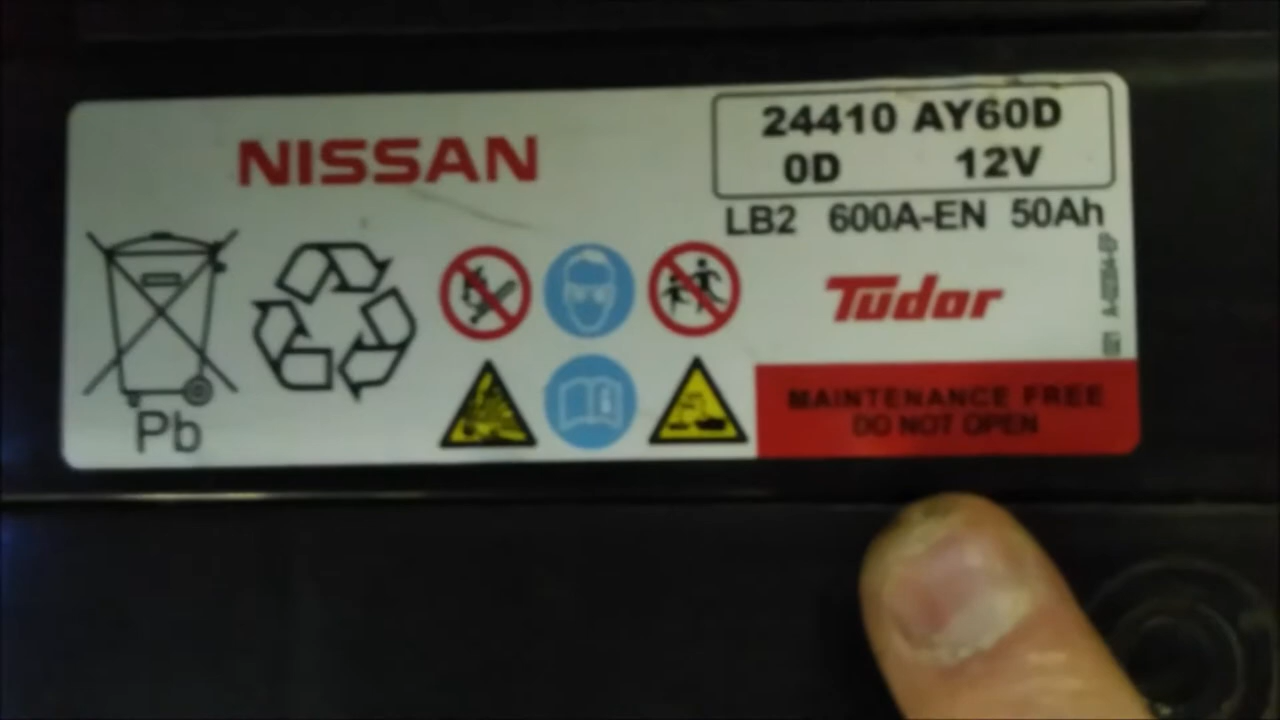 NISSAN
24410 AY60D
0D 12V
LB2 600A-EN 50Ah
Tudor
MAINTENANCE FREE
DO NOT OPEN
Pb